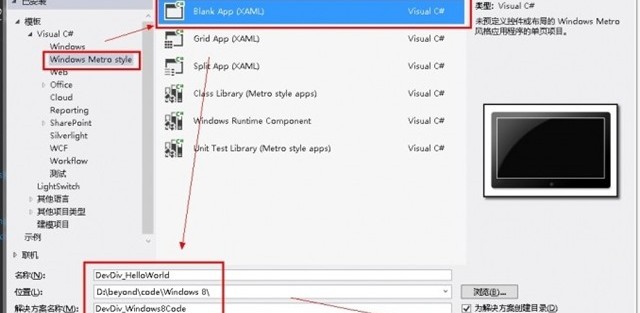 已安装
模板
Visual C#
Windows
Windows Metro style
Web
Office
Cloud
Reporting
SharePoint
Silverlight
WCF
Workflow
测试
LightSwitch
其他语言
其他项目类型
建模项目
示例
联机
Blank App (XAML) Visual C#
Grid App (XAML) Visual C#
Split App (XAML) Visual C#
Class Library (Metro style apps) Visual C#
Windows Runtime Component Visual C#
Unit Test Library (Metro style apps) Visual C#
类型: Visual C#
未预定义控件或布局的 Windows Metro
风格应用程序的单页项目。
名称(N): DevDiv_HelloWorld
位置(L): D:\beyond\code\Windows 8\ 浏览(B)...
解决方案名称(M): DevDiv_Windows8Code 为解决方案创建目录(D)